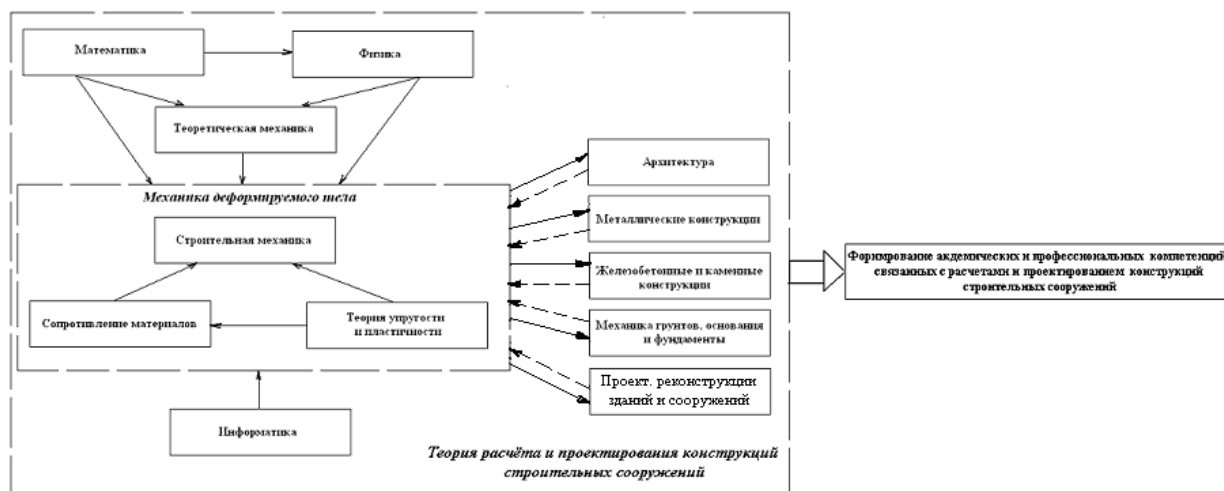 Математика
Физика
Теоретическая механика
Механика деформируемого тела
Строительная механика
Сопротивление материалов
Теория упругости
и пластичности
Информатика
Архитектура
Металлические конструкции
Железобетонные и каменные
конструкции
Механика грунтов, основания
и фундаменты
Проект. реконструкции
зданий и сооружений
Теория расчёта и проектирования конструкций
строительных сооружений
Форимрование акдемических и профессиональных компетенций
связанных с расчетами и проектированием конструкций
строительных сооружений